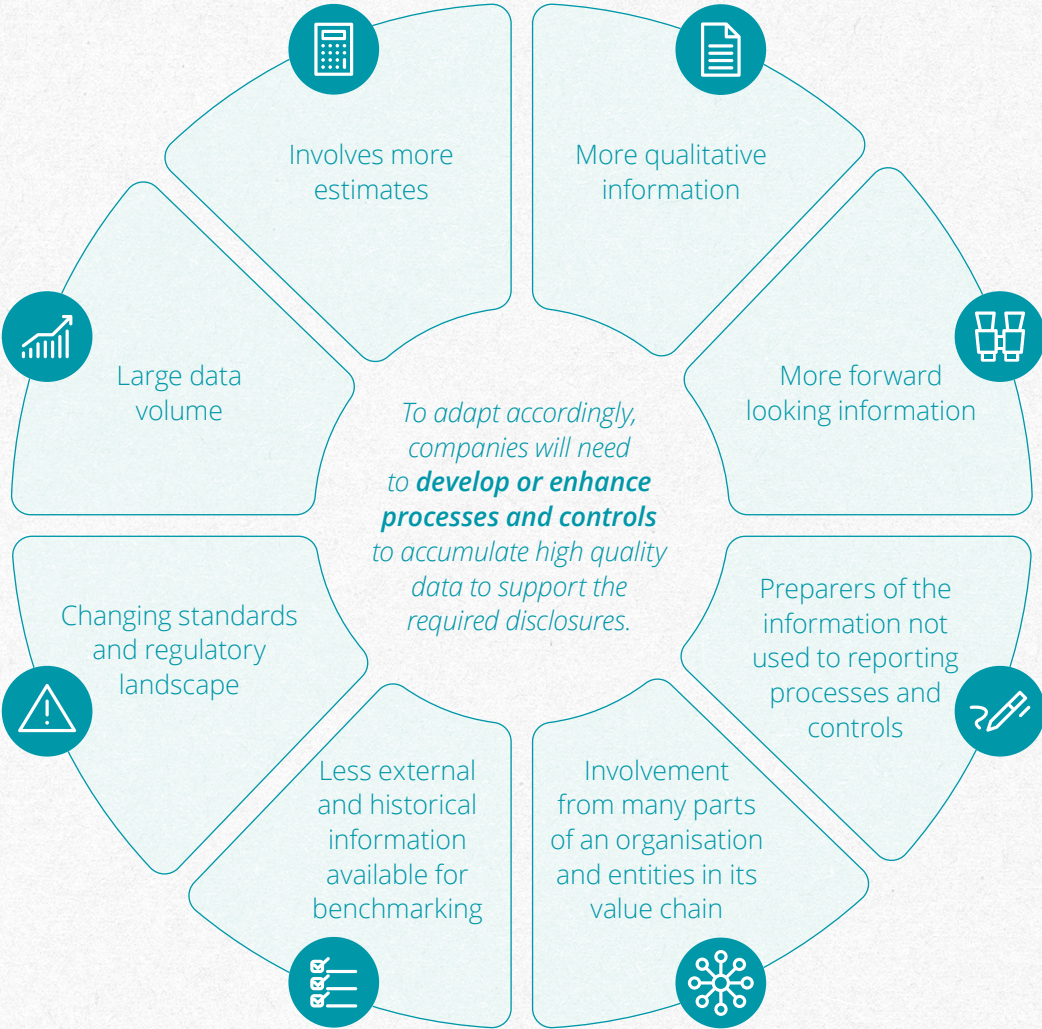 Involves more
estimates
More qualitative
information
More forward
looking information
Preparers of the
information not
used to reporting
processes and
controls
Involvement
from many parts
of an organisation
and entities in its
value chain
Less external
and historical
information
available for
benchmarking
Changing standards
and regulatory
landscape
Large data
volume
To adapt accordingly,
companies will need
to develop or enhance
processes and controls
to accumulate high quality
data to support the
required disclosures.